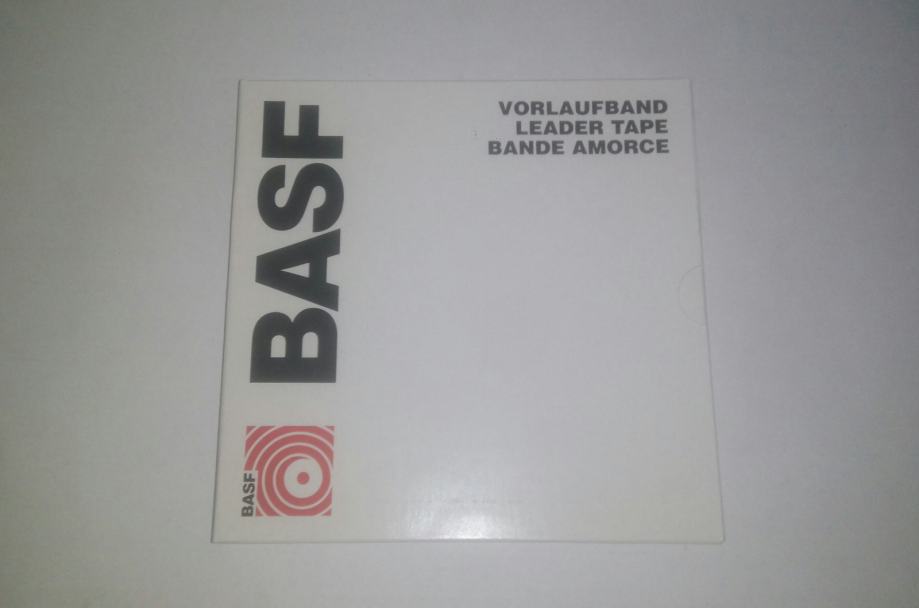 BASF
VORLAUFBAND
LEADER TAPE
BANDE AMORCE
BASF